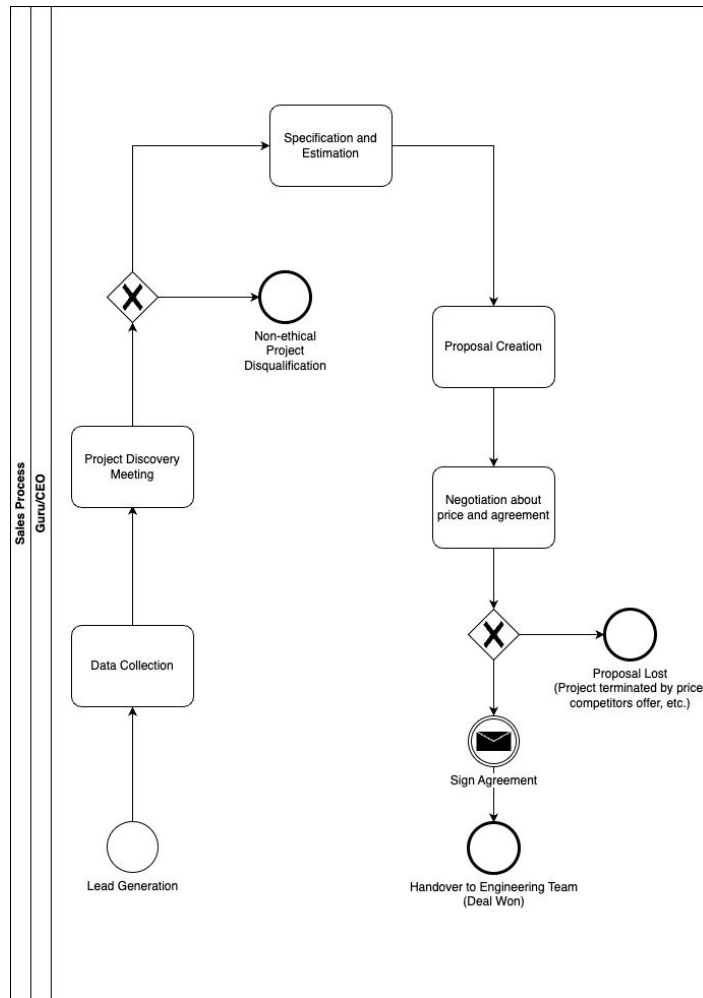 Sales Process
Guru/CEO
Specification and
Estimation
Non-ethical
Project
Disqualification
Proposal Creation
Project Discovery
Meeting
Negotiation about
price and agreement
Data Collection
Proposal Lost
(Project terminated by price
competitors offer, etc.)
Sign Agreement
Lead Generation
Handover to Engineering Team
(Deal Won)